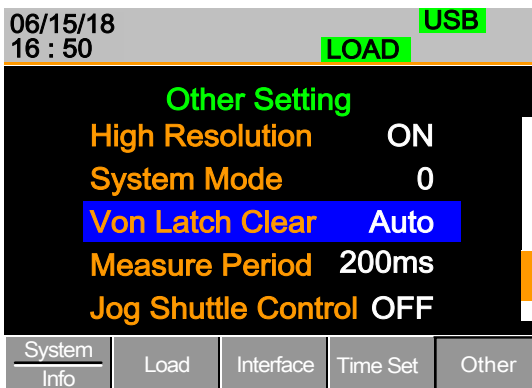 06/15/18 USB
16 : 50 LOAD
Other Setting
High Resolution ON
System Mode 0
Von Latch Clear Auto
Measure Period 200ms
Jog Shuttle Control OFF
System Info Load Interface Time Set Other